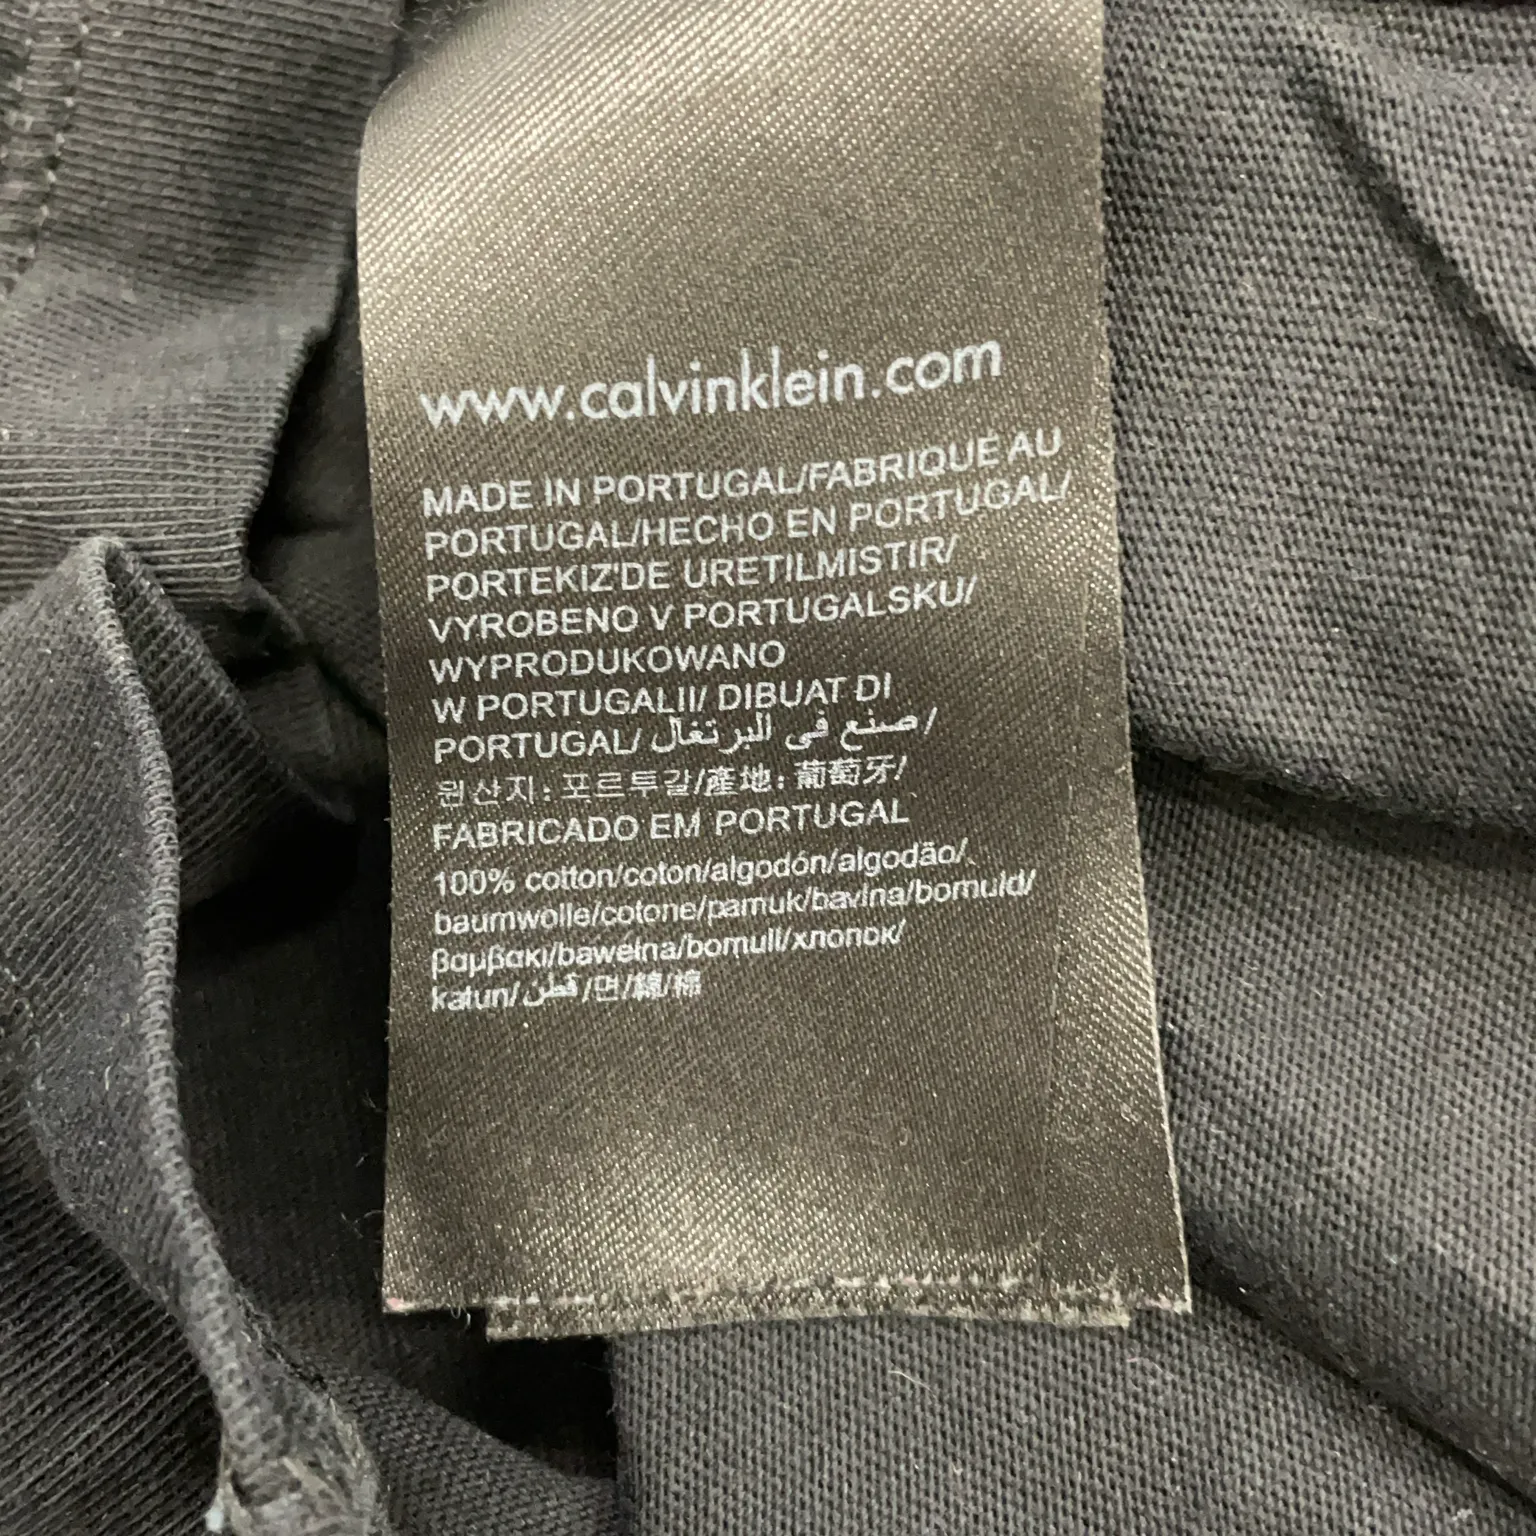 www.calvinklein.com
MADE IN PORTUGAL/FABRIQUE AU
PORTUGAL/HECHO EN PORTUGAL/
PORTEKIZ'DE URETILMISTIR/
VYROBENO V PORTUGALSKU/
WYPRODUKOWANO
W PORTUGALII/ DIBUAT DI
PORTUGAL/ صنع في البرتغال /
원산지: 포르투갈/產地: 葡萄牙/
FABRICADO EM PORTUGAL
100% cotton/coton/algodón/algodão/
baumwolle/cotone/pamuk/bavlna/bomuld/
βαμβακι/bawełna/bomull/хлопок/
katun/ قطن /면/綿/棉